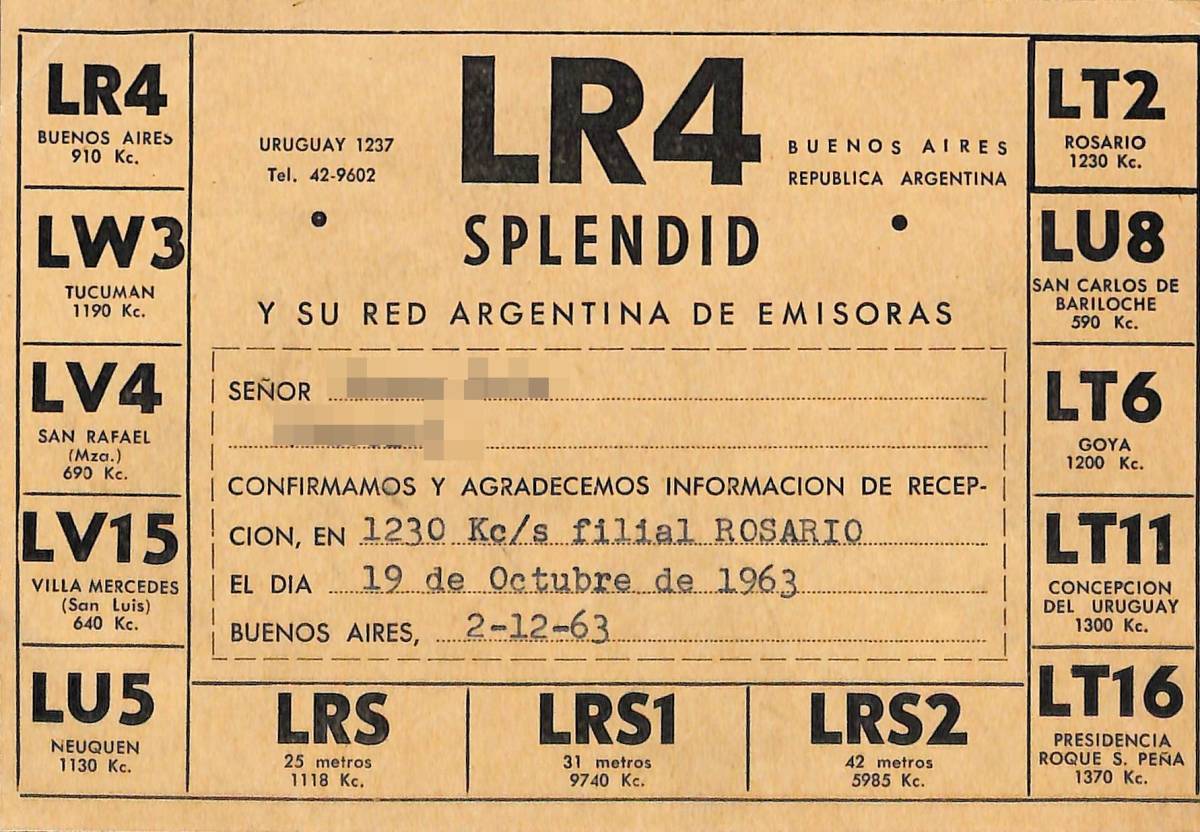 LR4
BUENOS AIRES
910 Kc.
LW3
TUCUMAN
1190 Kc.
LV4
SAN RAFAEL
(Mza.)
690 Kc.
LV15
VILLA MERCEDES
(San Luis)
640 Kc.
LU5
NEUQUEN
1130 Kc.
URUGUAY 1237
Tel. 42-9602
LR4
BUENOS AIRES
REPUBLICA ARGENTINA
SPLENDID
Y SU RED ARGENTINA DE EMISORAS
SEÑOR
CONFIRMAMOS Y AGRADECEMOS INFORMACION DE RECEP-
CION, EN 1230 Kc/s filial ROSARIO
EL DIA 19 de Octubre de 1963
BUENOS AIRES, 2-12-63
LRS
25 metros
1118 Kc.
LRS1
31 metros
9740 Kc.
LRS2
42 metros
5985 Kc.
LT2
ROSARIO
1230 Kc.
LU8
SAN CARLOS DE
BARILOCHE
590 Kc.
LT6
GOYA
1200 Kc.
LT11
CONCEPCION
DEL URUGUAY
1300 Kc.
LT16
PRESIDENCIA
ROQUE S. PEÑA
1370 Kc.